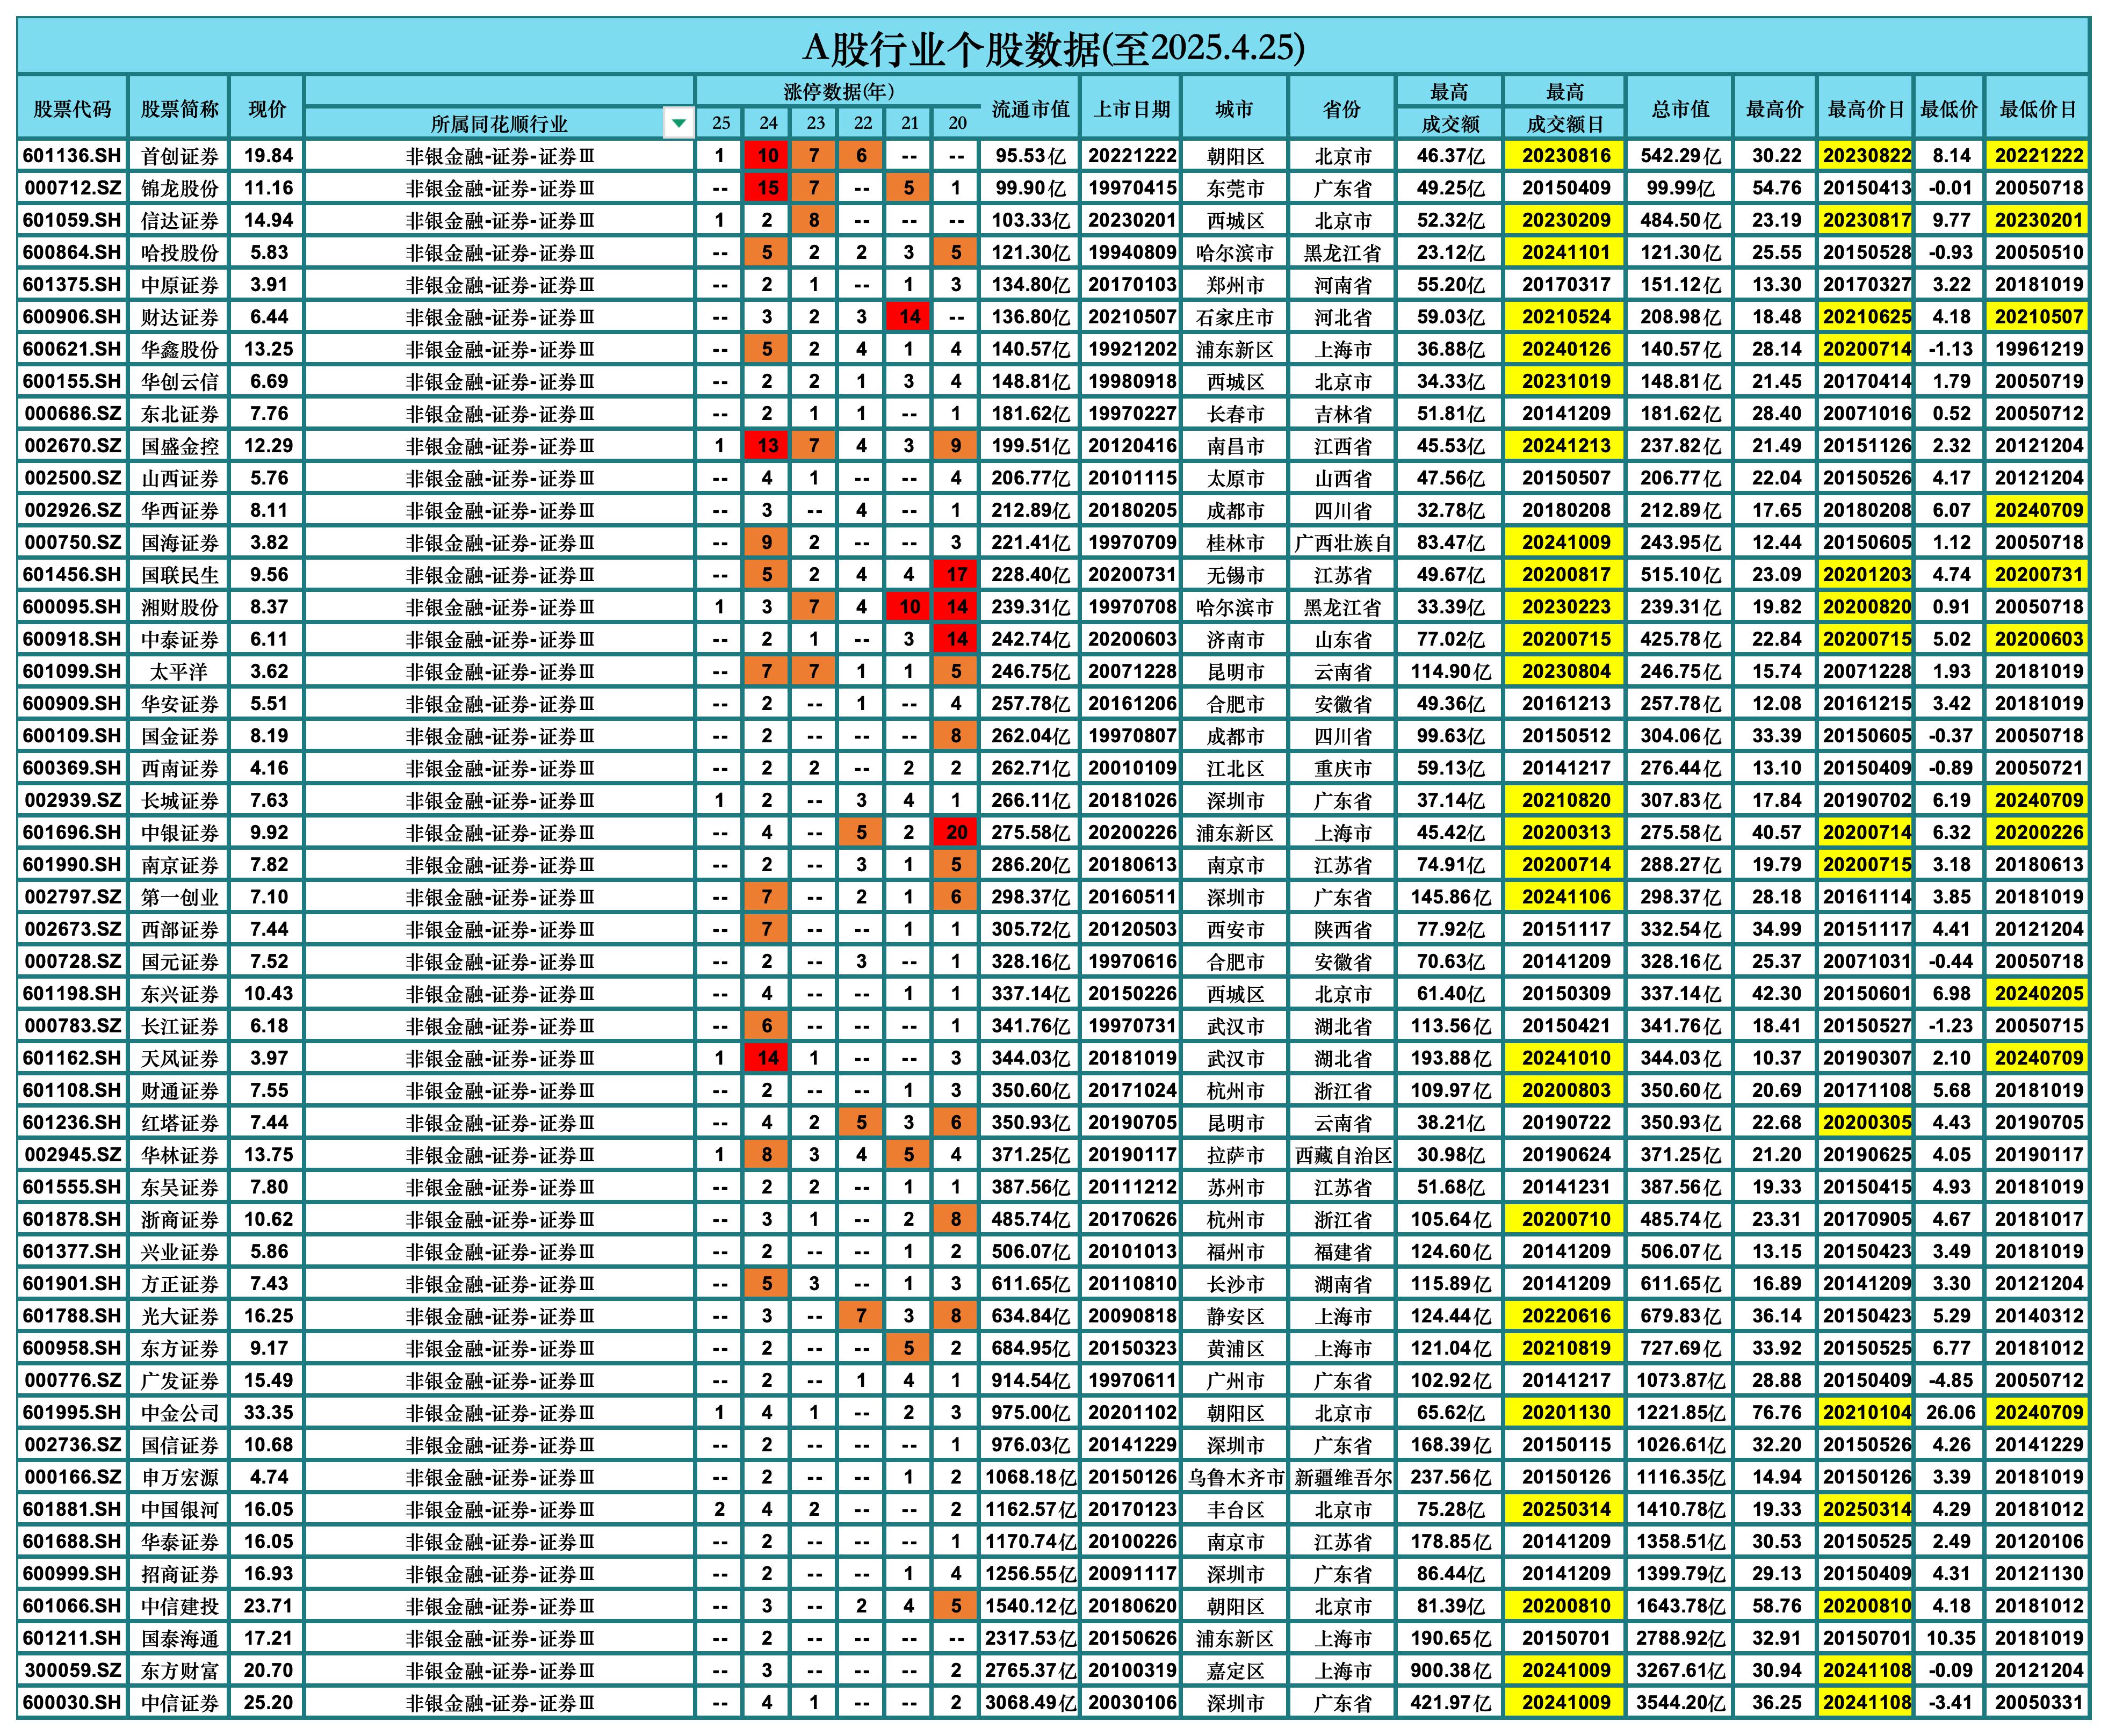 A股行业个股数据(至2025.4.25)
股票代码 股票简称 现价 所属同花顺行业 涨停数据(年) 25 24 23 22 21 20 流通市值 上市日期 城市 省份 最高成交额 最高成交额日 总市值 最高价 最高价日 最低价 最低价日
601136.SH 首创证券 19.84 非银金融-证券-证券Ⅲ 1 10 7 6 -- -- 95.53亿 20221222 朝阳区 北京市 46.37亿 20230816 542.29亿 30.22 20230822 8.14 20221222
000712.SZ 锦龙股份 11.16 非银金融-证券-证券Ⅲ -- 15 7 -- 5 1 99.90亿 19970415 东莞市 广东省 49.25亿 20150409 99.99亿 54.76 20150413 -0.01 20050718
601059.SH 信达证券 14.94 非银金融-证券-证券Ⅲ 1 2 8 -- -- -- 103.33亿 20230201 西城区 北京市 52.32亿 20230209 484.50亿 23.19 20230817 9.77 20230201
600864.SH 哈投股份 5.83 非银金融-证券-证券Ⅲ -- 5 2 2 3 5 121.30亿 19940809 哈尔滨市 黑龙江省 23.12亿 20241101 121.30亿 25.55 20150528 -0.93 20050510
601375.SH 中原证券 3.91 非银金融-证券-证券Ⅲ -- 2 1 -- 1 3 134.80亿 20170103 郑州市 河南省 55.20亿 20170317 151.12亿 13.30 20170327 3.22 20181019
600906.SH 财达证券 6.44 非银金融-证券-证券Ⅲ -- 3 2 3 14 -- 136.80亿 20210507 石家庄市 河北省 59.03亿 20210524 208.98亿 18.48 20210625 4.18 20210507
600621.SH 华鑫股份 13.25 非银金融-证券-证券Ⅲ -- 5 2 4 1 4 140.57亿 19921202 浦东新区 上海市 36.88亿 20240126 140.57亿 28.14 20200714 -1.13 19961219
600155.SH 华创云信 6.69 非银金融-证券-证券Ⅲ -- 2 2 1 3 4 148.81亿 19980918 西城区 北京市 34.33亿 20231019 148.81亿 21.45 20170414 1.79 20050719
000686.SZ 东北证券 7.76 非银金融-证券-证券Ⅲ -- 2 1 1 -- 1 181.62亿 19970227 长春市 吉林省 51.81亿 20141209 181.62亿 28.40 20071016 0.52 20050712
002670.SZ 国盛金控 12.29 非银金融-证券-证券Ⅲ 1 13 7 4 3 9 199.51亿 20120416 南昌市 江西省 45.53亿 20241213 237.82亿 21.49 20151126 2.32 20121204
002500.SZ 山西证券 5.76 非银金融-证券-证券Ⅲ -- 4 1 -- -- 4 206.77亿 20101115 太原市 山西省 47.56亿 20150507 206.77亿 22.04 20150526 4.17 20121204
002926.SZ 华西证券 8.11 非银金融-证券-证券Ⅲ -- 3 -- 4 -- 1 212.89亿 20180205 成都市 四川省 32.78亿 20180208 212.89亿 17.65 20180208 6.07 20240709
000750.SZ 国海证券 3.82 非银金融-证券-证券Ⅲ -- 9 2 -- -- 3 221.41亿 19970709 桂林市 广西壮族自 83.47亿 20241009 243.95亿 12.44 20150605 1.12 20050718
601456.SH 国联民生 9.56 非银金融-证券-证券Ⅲ -- 5 2 4 4 17 228.40亿 20200731 无锡市 江苏省 49.67亿 20200817 515.10亿 23.09 20201203 4.74 20200731
600095.SH 湘财股份 8.37 非银金融-证券-证券Ⅲ 1 3 7 4 10 14 239.31亿 19970708 哈尔滨市 黑龙江省 33.39亿 20230223 239.31亿 19.82 20200820 0.91 20050718
600918.SH 中泰证券 6.11 非银金融-证券-证券Ⅲ -- 2 1 -- 3 14 242.74亿 20200603 济南市 山东省 77.02亿 20200715 425.78亿 22.84 20200715 5.02 20200603
601099.SH 太平洋 3.62 非银金融-证券-证券Ⅲ -- 7 7 1 1 5 246.75亿 20071228 昆明市 云南省 114.90亿 20230804 246.75亿 15.74 20071228 1.93 20181019
600909.SH 华安证券 5.51 非银金融-证券-证券Ⅲ -- 2 -- 1 -- 4 257.78亿 20161206 合肥市 安徽省 49.36亿 20161213 257.78亿 12.08 20161215 3.42 20181019
600109.SH 国金证券 8.19 非银金融-证券-证券Ⅲ -- 2 -- -- -- 8 262.04亿 19970807 成都市 四川省 99.63亿 20150512 304.06亿 33.39 20150605 -0.37 20050718
600369.SH 西南证券 4.16 非银金融-证券-证券Ⅲ -- 2 2 -- 2 2 262.71亿 20010109 江北区 重庆市 59.13亿 20141217 276.44亿 13.10 20150409 -0.89 20050721
002939.SZ 长城证券 7.63 非银金融-证券-证券Ⅲ 1 2 -- 3 4 1 266.11亿 20181026 深圳市 广东省 37.14亿 20210820 307.83亿 17.84 20190702 6.19 20240709
601696.SH 中银证券 9.92 非银金融-证券-证券Ⅲ -- 4 -- 5 2 20 275.58亿 20200226 浦东新区 上海市 45.42亿 20200313 275.58亿 40.57 20200714 6.32 20200226
601990.SH 南京证券 7.82 非银金融-证券-证券Ⅲ -- 2 -- 3 1 5 286.20亿 20180613 南京市 江苏省 74.91亿 20200714 288.27亿 19.79 20200715 3.18 20180613
002797.SZ 第一创业 7.10 非银金融-证券-证券Ⅲ -- 7 -- 2 1 6 298.37亿 20160511 深圳市 广东省 145.86亿 20241106 298.37亿 28.18 20161114 3.85 20181019
002673.SZ 西部证券 7.44 非银金融-证券-证券Ⅲ -- 7 -- -- 1 1 305.72亿 20120503 西安市 陕西省 77.92亿 20151117 332.54亿 34.99 20151117 4.41 20121204
000728.SZ 国元证券 7.52 非银金融-证券-证券Ⅲ -- 2 -- 3 -- 1 328.16亿 19970616 合肥市 安徽省 70.63亿 20141209 328.16亿 25.37 20071031 -0.44 20050718
601198.SH 东兴证券 10.43 非银金融-证券-证券Ⅲ -- 4 -- -- 1 1 337.14亿 20150226 西城区 北京市 61.40亿 20150309 337.14亿 42.30 20150601 6.98 20240205
000783.SZ 长江证券 6.18 非银金融-证券-证券Ⅲ -- 6 -- -- -- 1 341.76亿 19970731 武汉市 湖北省 113.56亿 20150421 341.76亿 18.41 20150527 -1.23 20050715
601162.SH 天风证券 3.97 非银金融-证券-证券Ⅲ 1 14 1 -- -- 3 344.03亿 20181019 武汉市 湖北省 193.88亿 20241010 344.03亿 10.37 20190307 2.10 20240709
601108.SH 财通证券 7.55 非银金融-证券-证券Ⅲ -- 2 -- -- 1 3 350.60亿 20171024 杭州市 浙江省 109.97亿 20200803 350.60亿 20.69 20171108 5.68 20181019
601236.SH 红塔证券 7.44 非银金融-证券-证券Ⅲ -- 4 2 5 3 6 350.93亿 20190705 昆明市 云南省 38.21亿 20190722 350.93亿 22.68 20200305 4.43 20190705
002945.SZ 华林证券 13.75 非银金融-证券-证券Ⅲ 1 8 3 4 5 4 371.25亿 20190117 拉萨市 西藏自治区 30.98亿 20190624 371.25亿 21.20 20190625 4.05 20190117
601555.SH 东吴证券 7.80 非银金融-证券-证券Ⅲ -- 2 2 -- 1 1 387.56亿 20111212 苏州市 江苏省 51.68亿 20141231 387.56亿 19.33 20150415 4.93 20181019
601878.SH 浙商证券 10.62 非银金融-证券-证券Ⅲ -- 3 1 -- 2 8 485.74亿 20170626 杭州市 浙江省 105.64亿 20200710 485.74亿 23.31 20170905 4.67 20181017
601377.SH 兴业证券 5.86 非银金融-证券-证券Ⅲ -- 2 -- -- 1 2 506.07亿 20101013 福州市 福建省 124.60亿 20141209 506.07亿 13.15 20150423 3.49 20181019
601901.SH 方正证券 7.43 非银金融-证券-证券Ⅲ -- 5 3 -- 1 3 611.65亿 20110810 长沙市 湖南省 115.89亿 20141209 611.65亿 16.89 20141209 3.30 20121204
601788.SH 光大证券 16.25 非银金融-证券-证券Ⅲ -- 3 -- 7 3 8 634.84亿 20090818 静安区 上海市 124.44亿 20220616 679.83亿 36.14 20150423 5.29 20140312
600958.SH 东方证券 9.17 非银金融-证券-证券Ⅲ -- 2 -- -- 5 2 684.95亿 20150323 黄浦区 上海市 121.04亿 20210819 727.69亿 33.92 20150525 6.77 20181012
000776.SZ 广发证券 15.49 非银金融-证券-证券Ⅲ -- 2 -- 1 4 1 914.54亿 19970611 广州市 广东省 102.92亿 20141217 1073.87亿 28.88 20150409 -4.85 20050712
601995.SH 中金公司 33.35 非银金融-证券-证券Ⅲ 1 4 1 -- 2 3 975.00亿 20201102 朝阳区 北京市 65.62亿 20201130 1221.85亿 76.76 20210104 26.06 20240709
002736.SZ 国信证券 10.68 非银金融-证券-证券Ⅲ -- 2 -- -- -- 1 976.03亿 20141229 深圳市 广东省 168.39亿 20150115 1026.61亿 32.20 20150526 4.26 20141229
000166.SZ 申万宏源 4.74 非银金融-证券-证券Ⅲ -- 2 -- -- 1 2 1068.18亿 20150126 乌鲁木齐市 新疆维吾尔 237.56亿 20150126 1116.35亿 14.94 20150126 3.39 20181019
601881.SH 中国银河 16.05 非银金融-证券-证券Ⅲ 2 4 2 -- -- 2 1162.57亿 20170123 丰台区 北京市 75.28亿 20250314 1410.78亿 19.33 20250314 4.29 20181012
601688.SH 华泰证券 16.05 非银金融-证券-证券Ⅲ -- 2 -- -- -- 1 1170.74亿 20100226 南京市 江苏省 178.85亿 20141209 1358.51亿 30.53 20150525 2.49 20120106
600999.SH 招商证券 16.93 非银金融-证券-证券Ⅲ -- 2 -- -- 1 4 1256.55亿 20091117 深圳市 广东省 86.44亿 20141209 1399.79亿 29.13 20150409 4.31 20121130
601066.SH 中信建投 23.71 非银金融-证券-证券Ⅲ -- 3 -- 2 4 5 1540.12亿 20180620 朝阳区 北京市 81.39亿 20200810 1643.78亿 58.76 20200810 4.18 20181012
601211.SH 国泰海通 17.21 非银金融-证券-证券Ⅲ -- 2 -- -- -- -- 2317.53亿 20150626 浦东新区 上海市 190.65亿 20150701 2788.92亿 32.91 20150701 10.35 20181019
300059.SZ 东方财富 20.70 非银金融-证券-证券Ⅲ -- 3 -- -- -- 2 2765.37亿 20100319 嘉定区 上海市 900.38亿 20241009 3267.61亿 30.94 20241108 -0.09 20121204
600030.SH 中信证券 25.20 非银金融-证券-证券Ⅲ -- 4 1 -- -- 2 3068.49亿 20030106 深圳市 广东省 421.97亿 20241009 3544.20亿 36.25 20241108 -3.41 20050331